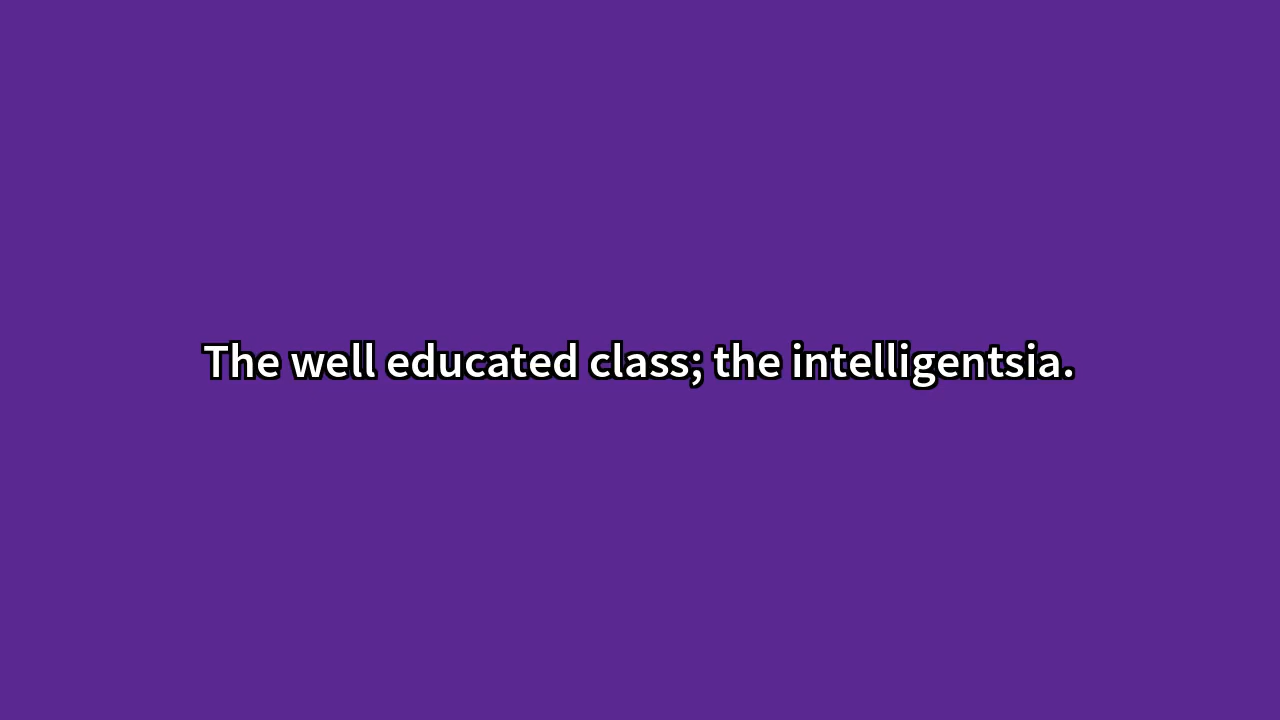 The well educated class; the intelligentsia.